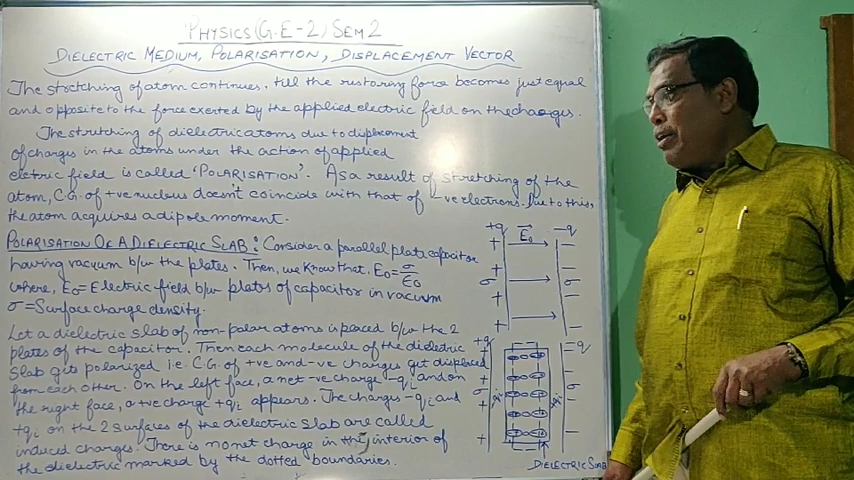 PHYSICS (G.E-2) SEM 2
DIELECTRIC MEDIUM, POLARISATION, DISPLACEMENT VECTOR
The stretching of atom continues, till the restoring force becomes just equal
and opposite to the force exerted by the applied electric field on the charges.
The stretching of dielectric atoms due to displacement
of charges in the atoms under the action of applied
electric field is called 'POLARISATION'. As a result of stretching of the
atom, C.G. of +ve nucleus doesn't coincide with that of -ve electrons. Due to this,
the atom acquires a dipole moment.
POLARISATION OF A DIELECTRIC SLAB: Consider a parallel plate capacitor
having vacuum b/w the plates. Then, we know that, E₀ = σ/ε₀
where, E₀ = Electric field b/w plates of capacitor in vacuum
σ = Surface charge density.
Let a dielectric slab of non-polar atoms is placed b/w the 2
plates of the capacitor. Then each molecule of the dielectric
slab gets polarized i.e. C.G. of +ve and -ve charges get displaced
from each other. On the left face, a net -ve charge -qi and on
the right face, a +ve charge +qi appears. The charges -qi and
+qi on the 2 surfaces of the dielectric slab are called
induced charges. There is no net charge in the interior of
the dielectric marked by the dotted boundaries.
+q E₀ -q
σ σ
+q -q
σ σ
DIELECTRIC SLAB